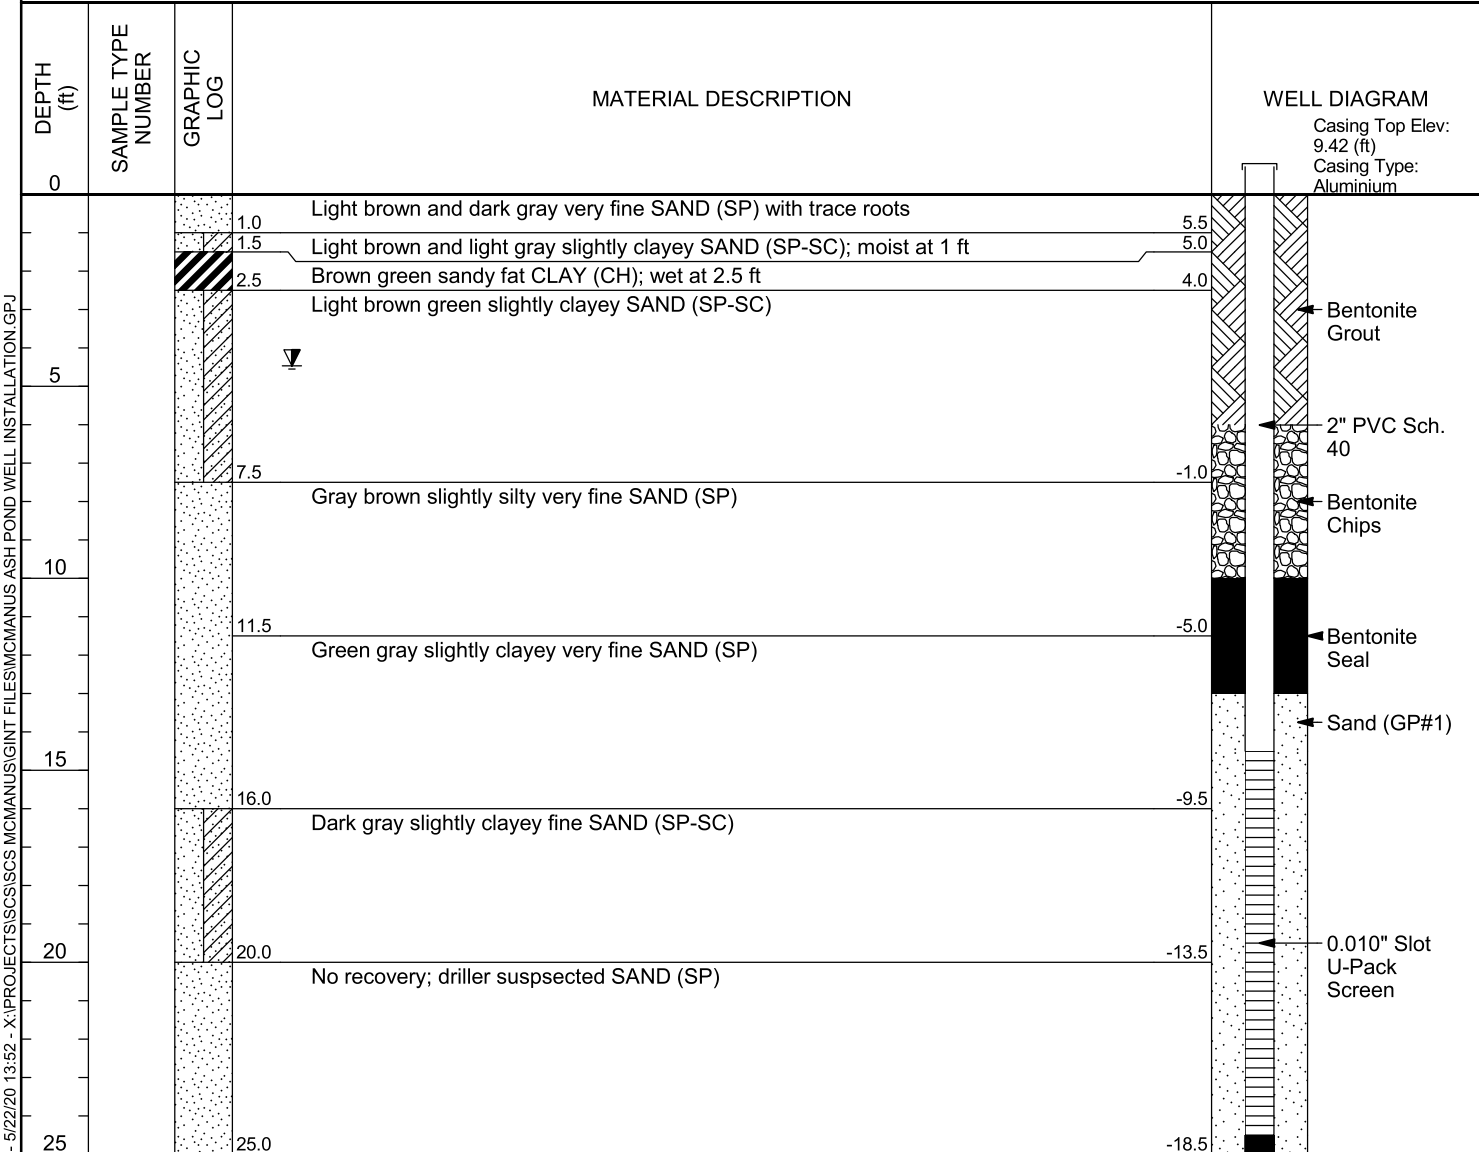 DEPTH
(ft)
SAMPLE TYPE
NUMBER
GRAPHIC
LOG
MATERIAL DESCRIPTION
WELL DIAGRAM
Casing Top Elev:
9.42 (ft)
Casing Type:
Aluminium
0
Light brown and dark gray very fine SAND (SP) with trace roots
1.0 5.5
1.5 Light brown and light gray slightly clayey SAND (SP-SC); moist at 1 ft 5.0
Brown green sandy fat CLAY (CH); wet at 2.5 ft
2.5 4.0
Light brown green slightly clayey SAND (SP-SC)
Bentonite
Grout
5
2" PVC Sch.
40
7.5 -1.0
Gray brown slightly silty very fine SAND (SP)
Bentonite
Chips
10
11.5 -5.0
Green gray slightly clayey very fine SAND (SP)
Bentonite
Seal
Sand (GP#1)
15
16.0 -9.5
Dark gray slightly clayey fine SAND (SP-SC)
0.010" Slot
U-Pack
Screen
20
20.0 -13.5
No recovery; driller suspsected SAND (SP)
25
25.0 -18.5
- 5/22/20 13:52 - X:\PROJECTS\SCS\SCS MCMANUS\GINT FILES\MCMANUS ASH POND WELL INSTALLATION.GPJ